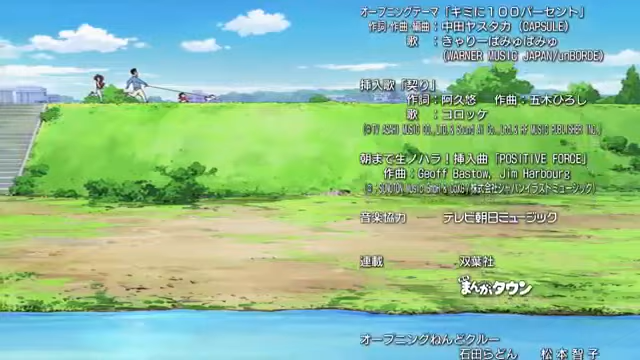 オープニングテーマ「キミに１００パーセント」
作詞・作曲・編曲：中田ヤスタカ（CAPSULE）
歌：きゃりーぱみゅぱみゅ
(WARNER MUSIC JAPAN/unBORDE)
挿入歌「契り」
作詞：阿久悠　作曲：五木ひろし
歌：コロッケ
朝まで生ノハラ！挿入曲「POSITIVE FORCE」
作曲：Geoff Bastow, Jim Harbourg
音楽協力　テレビ朝日ミュージック
連載　双葉社
まんがタウン
オープニングねんどクルー
石田らどん　松本智子